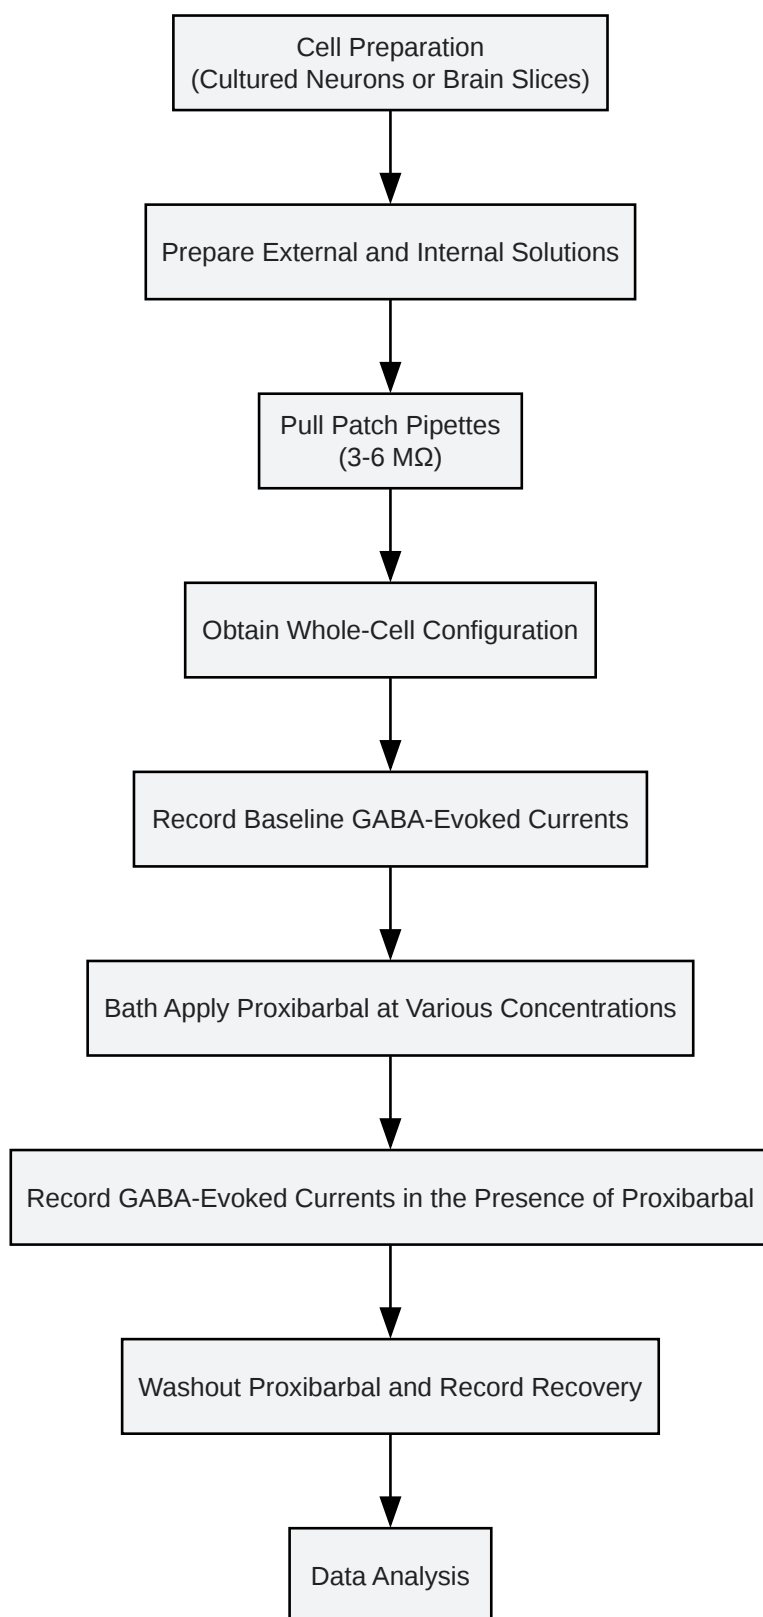 Cell Preparation
(Cultured Neurons or Brain Slices)
Prepare External and Internal Solutions
Pull Patch Pipettes
(3-6 MΩ)
Obtain Whole-Cell Configuration
Record Baseline GABA-Evoked Currents
Bath Apply Proxibarbal at Various Concentrations
Record GABA-Evoked Currents in the Presence of Proxibarbal
Washout Proxibarbal and Record Recovery
Data Analysis